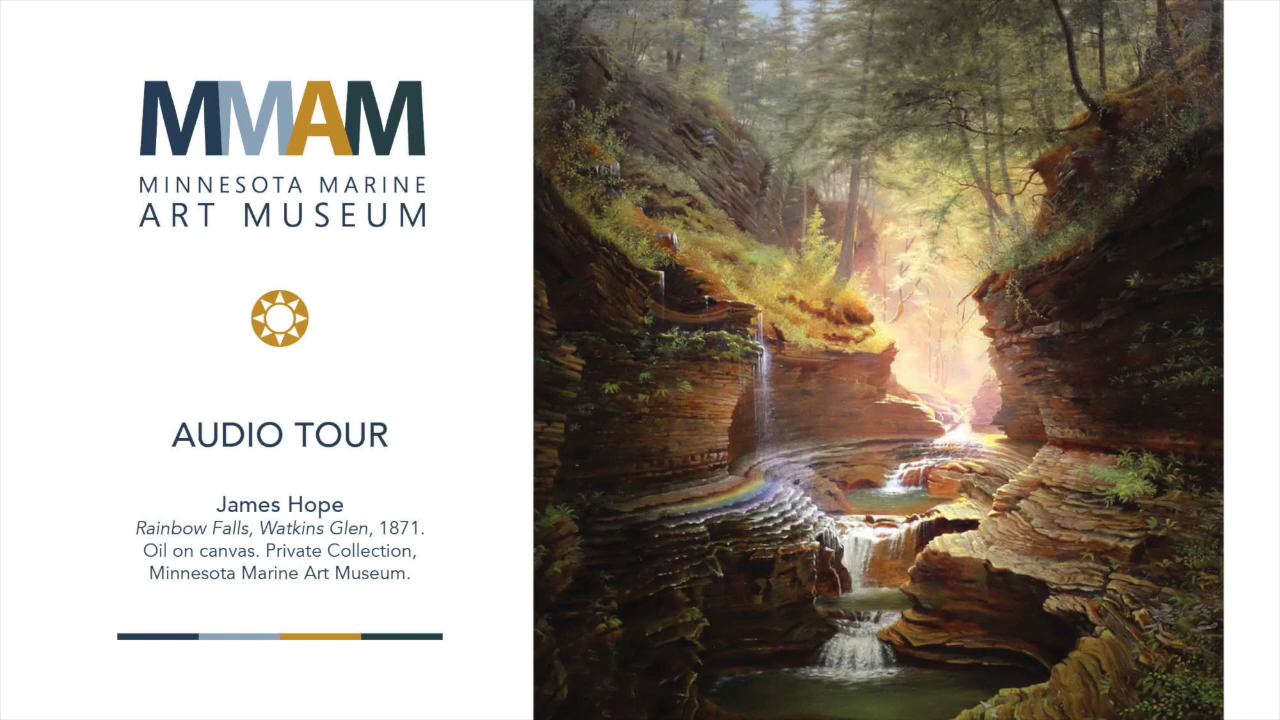 MMAM
MINNESOTA MARINE
ART MUSEUM
AUDIO TOUR
James Hope
Rainbow Falls, Watkins Glen, 1871.
Oil on canvas. Private Collection,
Minnesota Marine Art Museum.